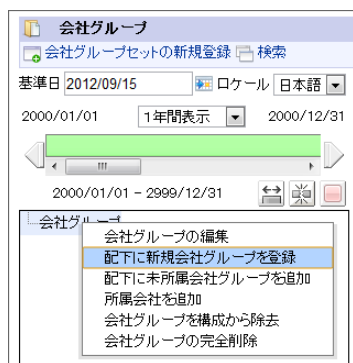 会社グループ
会社グループセットの新規登録 検索
基準日 2012/09/15 ロケール 日本語
2000/01/01 1年間表示 2000/12/31
2000/01/01 - 2999/12/31
会社グループ
会社グループの編集
配下に新規会社グループを登録
配下に未所属会社グループを追加
所属会社を追加
会社グループを構成から除去
会社グループの完全削除